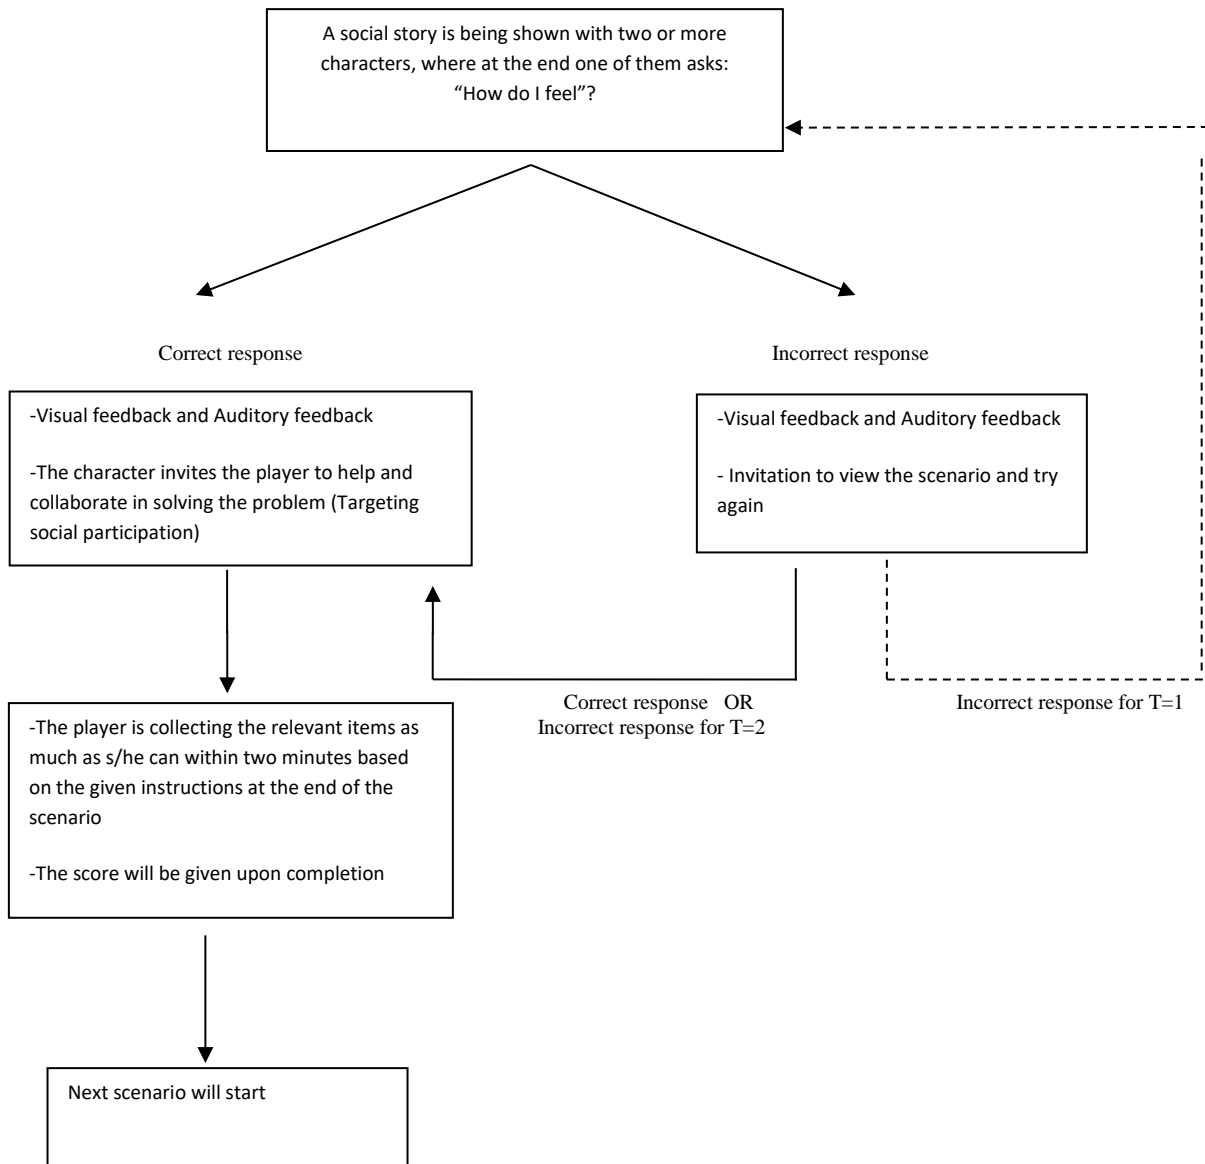 A social story is being shown with two or more
characters, where at the end one of them asks:
“How do I feel”?
Correct response
Incorrect response
-Visual feedback and Auditory feedback
-The character invites the player to help and
collaborate in solving the problem (Targeting
social participation)
-Visual feedback and Auditory feedback
- Invitation to view the scenario and try
again
Correct response   OR
Incorrect response for T=2
Incorrect response for T=1
-The player is collecting the relevant items as
much as s/he can within two minutes based
on the given instructions at the end of the
scenario
-The score will be given upon completion
Next scenario will start